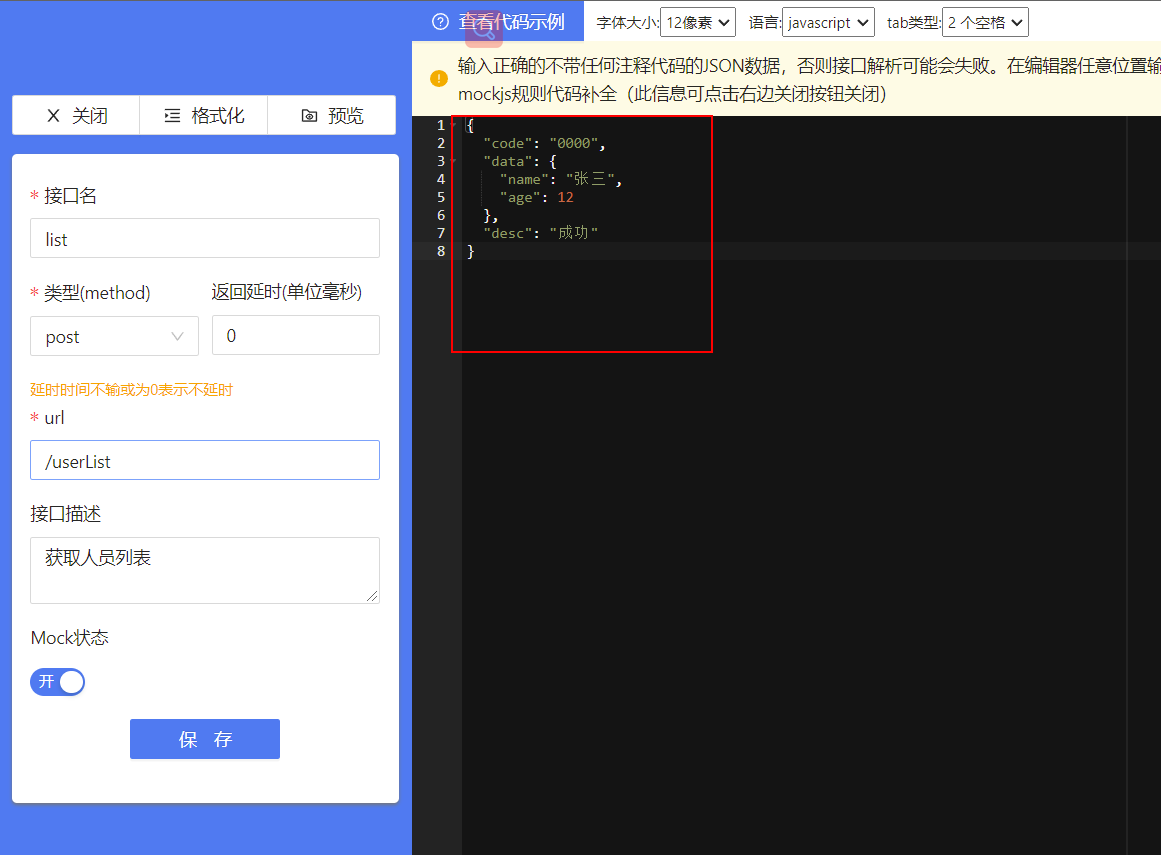 查看代码示例 字体大小: 12像素 语言: javascript tab类型: 2 个空格
输入正确的不带任何注释代码的JSON数据，否则接口解析可能会失败。在编辑器任意位置输
mockjs规则代码补全（此信息可点击右边关闭按钮关闭）
关闭 格式化 预览
* 接口名
list
* 类型(method) 返回延时(单位毫秒)
post 0
延时时间不输或为0表示不延时
* url
/userList
接口描述
获取人员列表
Mock状态
开
保 存
1 {
2 "code": "0000",
3 "data": {
4 "name": "张三",
5 "age": 12
6 },
7 "desc": "成功"
8 }